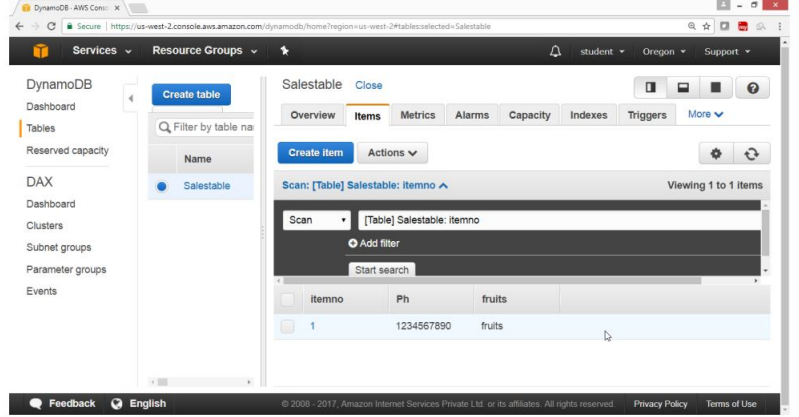 DynamoDB - AWS Consol
Secure | https://us-west-2.console.aws.amazon.com/dynamodb/home?region=us-west-2#tables:selected=Salestable
Services Resource Groups student Oregon Support
DynamoDB
Dashboard
Tables
Reserved capacity
DAX
Dashboard
Clusters
Subnet groups
Parameter groups
Events
Create table
Filter by table na
Name
Salestable
Salestable Close
Overview Items Metrics Alarms Capacity Indexes Triggers More
Create item Actions
Scan: [Table] Salestable: itemno Viewing 1 to 1 items
Scan [Table] Salestable: itemno
Add filter
Start search
itemno Ph fruits
1 1234567890 fruits
Feedback English © 2008 - 2017, Amazon Internet Services Private Ltd. or its affiliates. All rights reserved. Privacy Policy Terms of Use